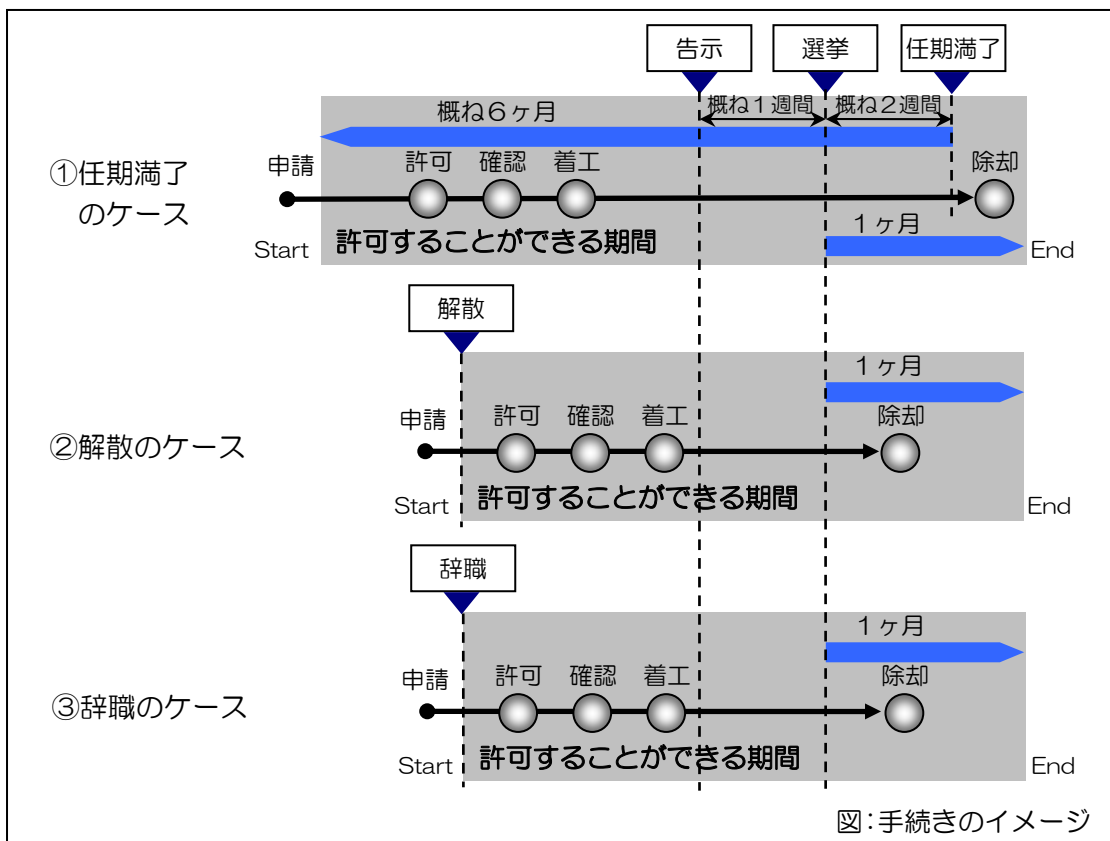 告示 選挙 任期満了
概ね6ヶ月 概ね1週間 概ね2週間
①任期満了
のケース
申請 許可 確認 着工 除却
Start 許可することができる期間 1ヶ月 End
解散
1ヶ月
②解散のケース
申請 許可 確認 着工 除却
Start 許可することができる期間 End
辞職
1ヶ月
③辞職のケース
申請 許可 確認 着工 除却
Start 許可することができる期間 End
図:手続きのイメージ